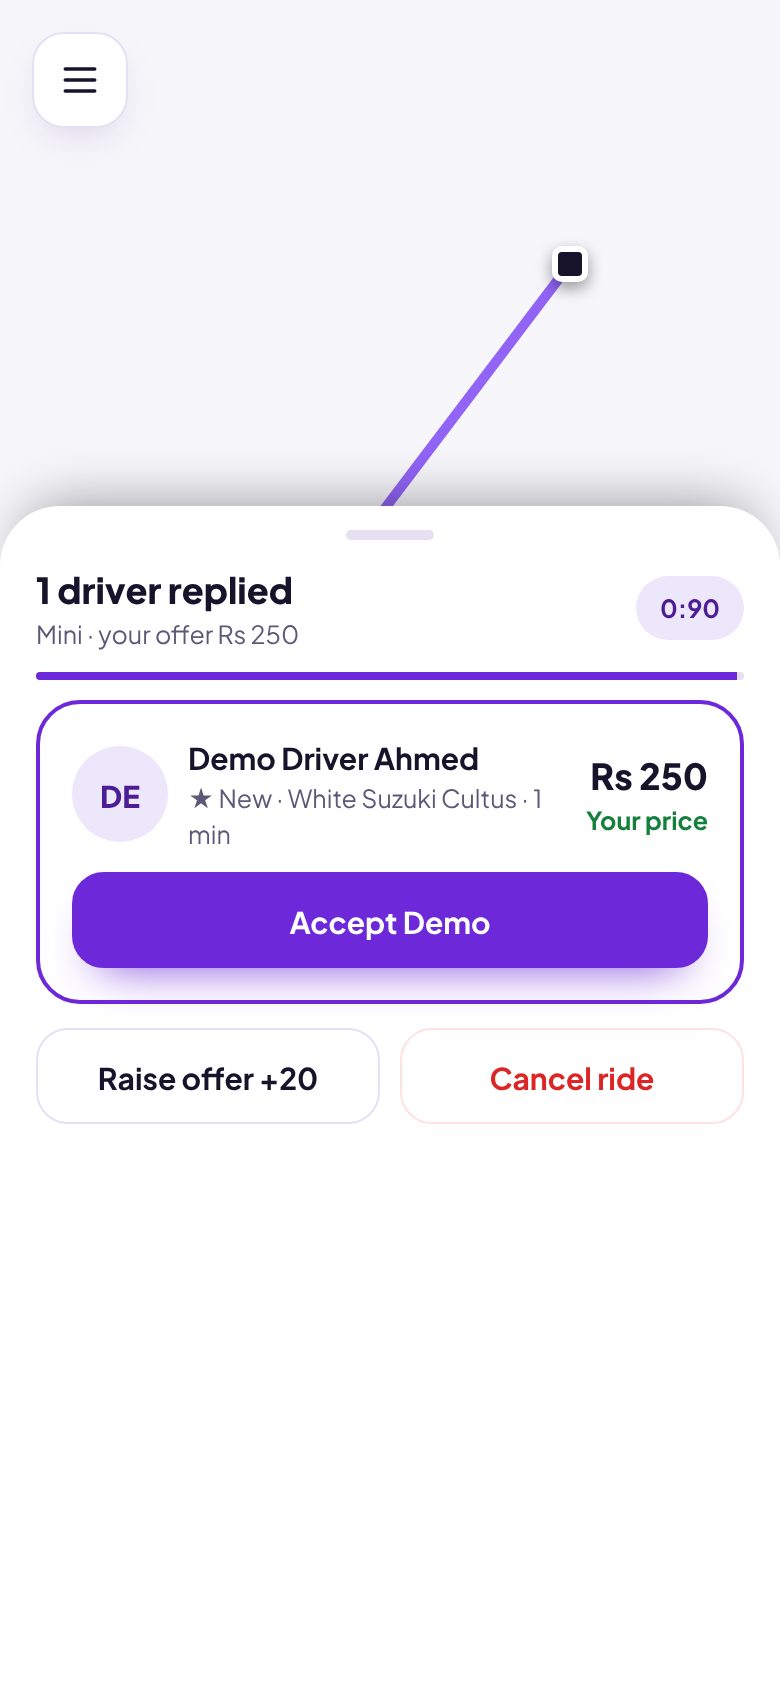 1 driver replied
Mini · your offer Rs 250
0:90
DE
Demo Driver Ahmed
★ New · White Suzuki Cultus · 1
min
Rs 250
Your price
Accept Demo
Raise offer +20
Cancel ride